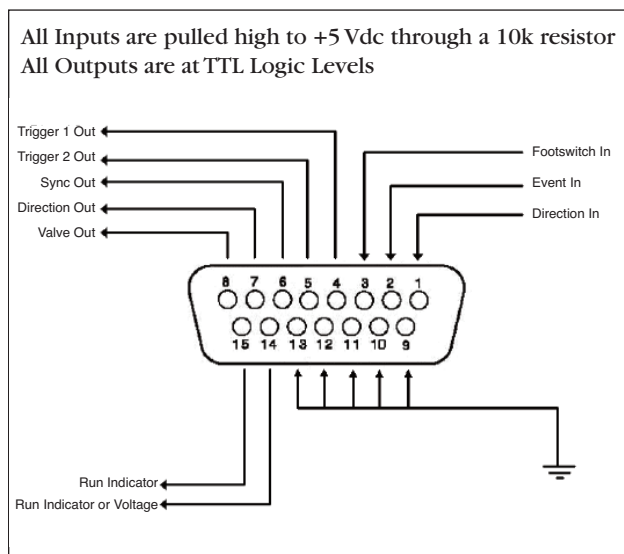 All Inputs are pulled high to +5 Vdc through a 10k resistor
All Outputs are at TTL Logic Levels
Trigger 1 Out
Trigger 2 Out
Sync Out
Direction Out
Valve Out
Footswitch In
Event In
Direction In
8 7 6 5 4 3 2 1
15 14 13 12 11 10 9
Run Indicator
Run Indicator or Voltage